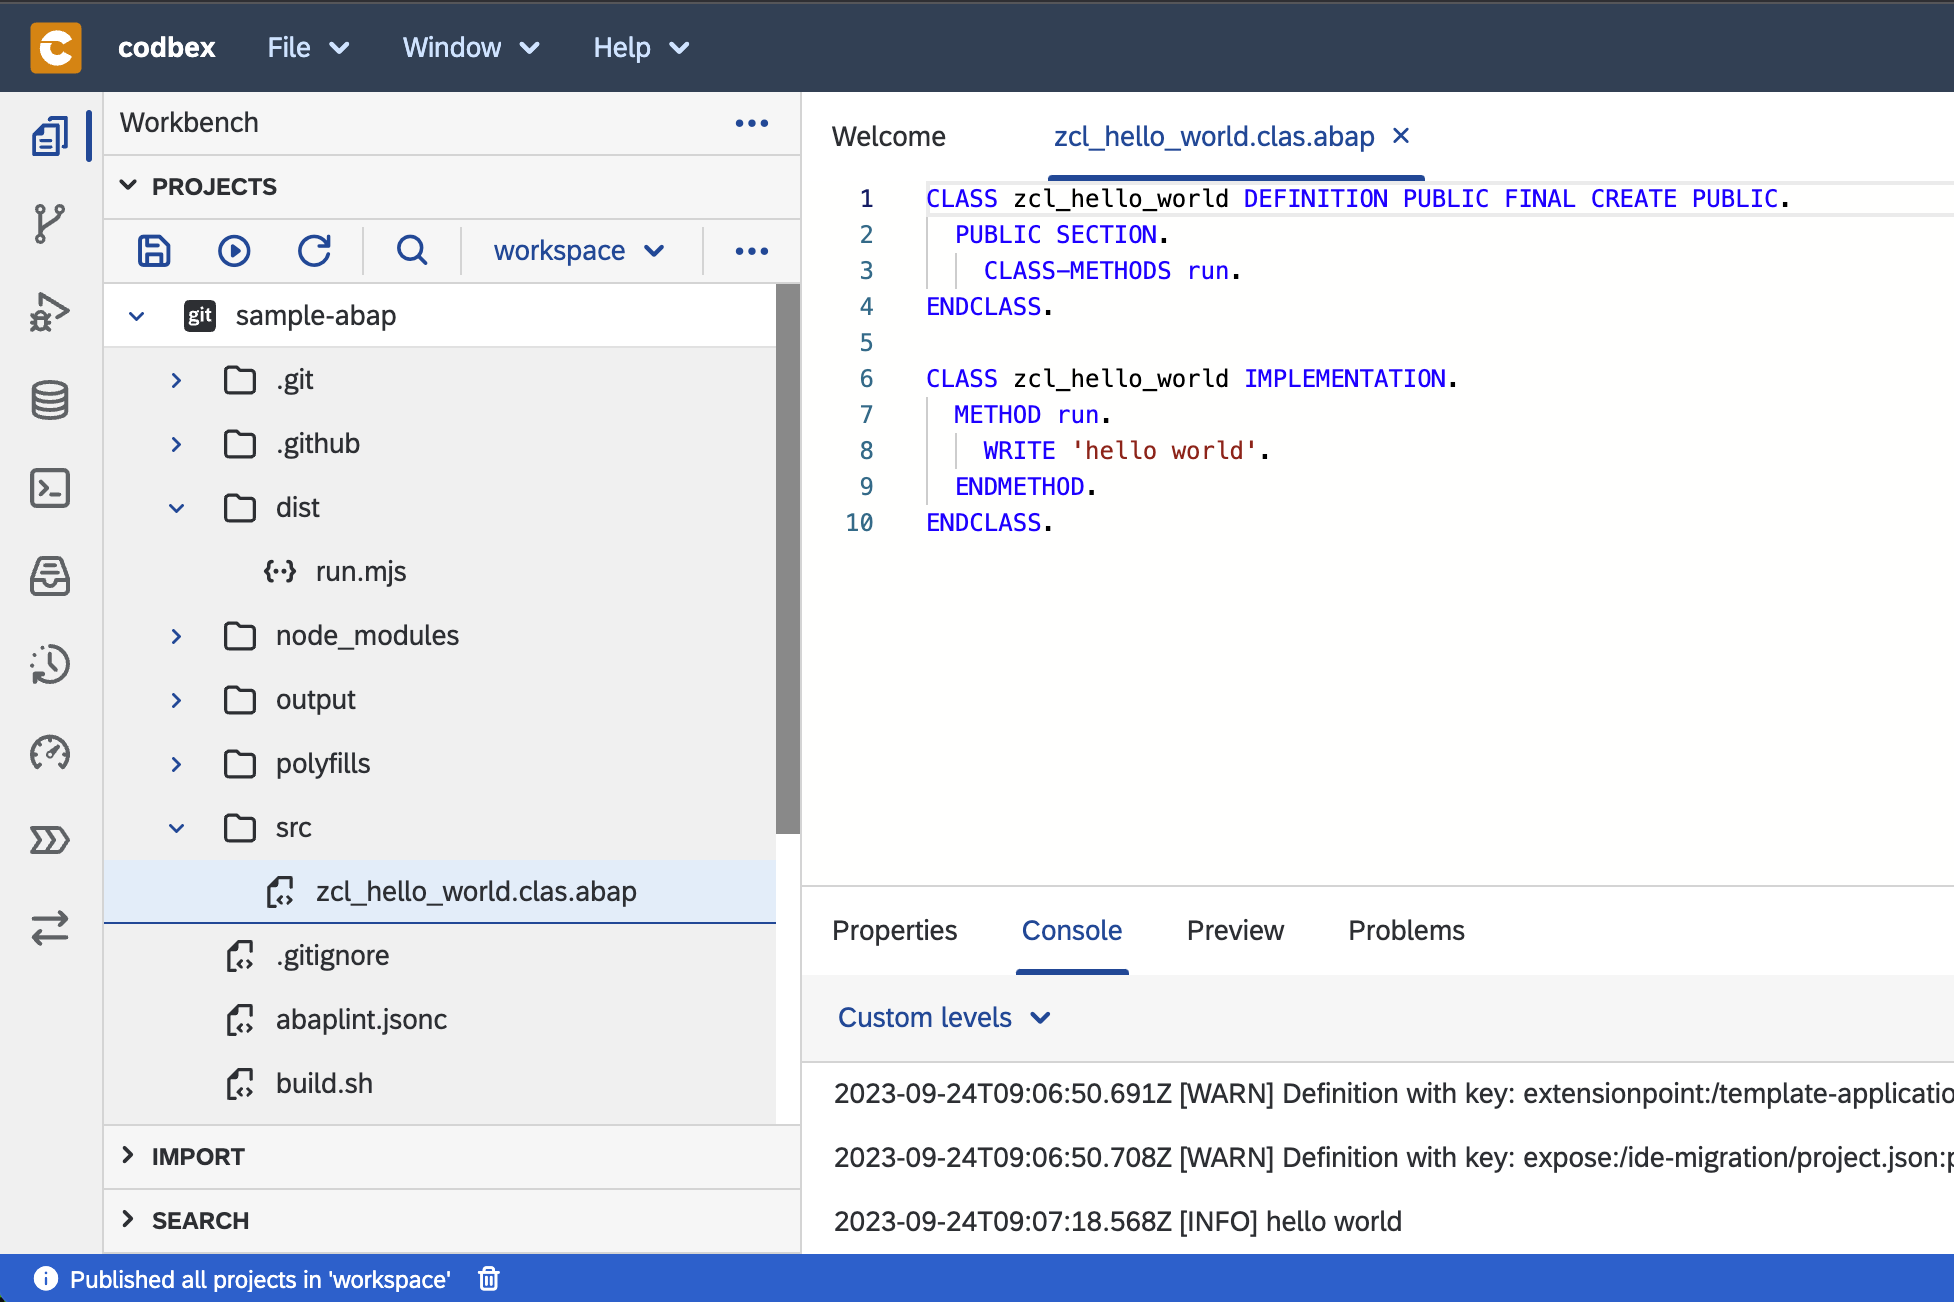 codbex File Window Help
Workbench
PROJECTS
workspace
git sample-abap
.git
.github
dist
run.mjs
node_modules
output
polyfills
src
zcl_hello_world.clas.abap
.gitignore
abaplint.jsonc
build.sh
IMPORT
SEARCH
Welcome zcl_hello_world.clas.abap
1 CLASS zcl_hello_world DEFINITION PUBLIC FINAL CREATE PUBLIC.
2 PUBLIC SECTION.
3 CLASS-METHODS run.
4 ENDCLASS.
5
6 CLASS zcl_hello_world IMPLEMENTATION.
7 METHOD run.
8 WRITE 'hello world'.
9 ENDMETHOD.
10 ENDCLASS.
Properties Console Preview Problems
Custom levels
2023-09-24T09:06:50.691Z [WARN] Definition with key: extensionpoint:/template-applicatio
2023-09-24T09:06:50.708Z [WARN] Definition with key: expose:/ide-migration/project.json:p
2023-09-24T09:07:18.568Z [INFO] hello world
Published all projects in 'workspace'